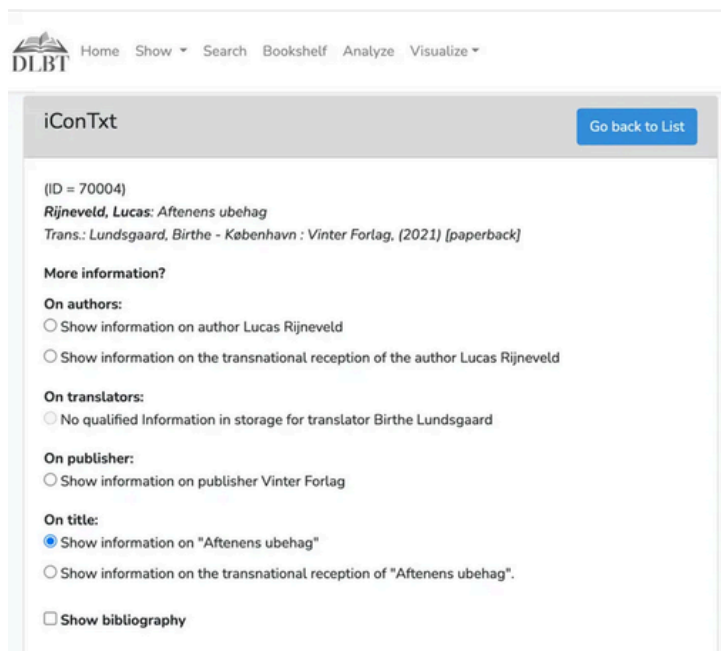 DLBT
Home Show Search Bookshelf Analyze Visualize
iConTxt
Go back to List
(ID = 70004)
Rijneveld, Lucas: Aftenens ubehag
Trans.: Lundsgaard, Birthe - København : Vinter Forlag, (2021) [paperback]
More information?
On authors:
Show information on author Lucas Rijneveld
Show information on the transnational reception of the author Lucas Rijneveld
On translators:
No qualified Information in storage for translator Birthe Lundsgaard
On publisher:
Show information on publisher Vinter Forlag
On title:
Show information on "Aftenens ubehag"
Show information on the transnational reception of "Aftenens ubehag".
Show bibliography